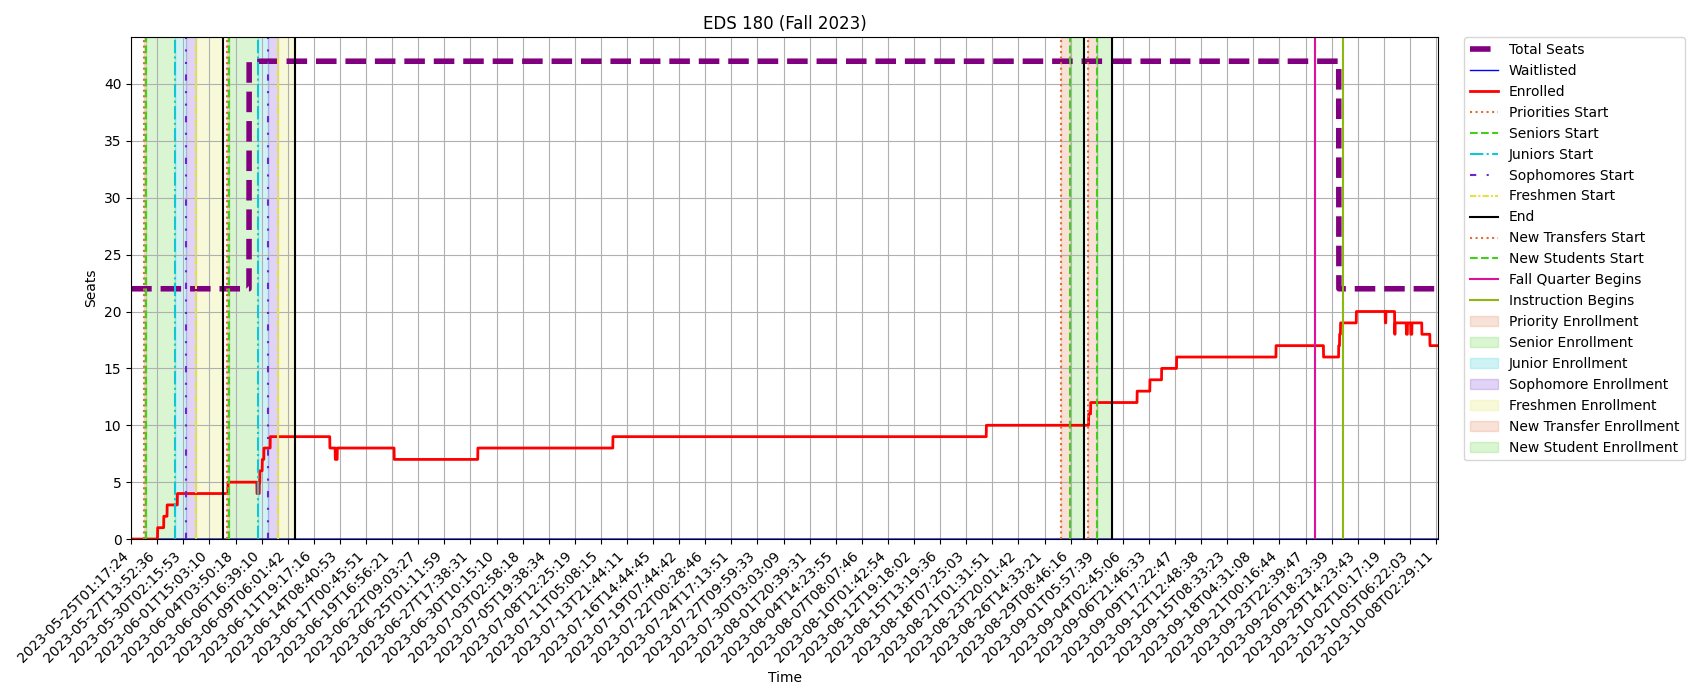 EDS 180 (Fall 2023)
Seats
40
35
30
25
20
15
10
5
0
2023-05-25T01:17:24
2023-05-27T13:52:36
2023-05-30T02:15:53
2023-06-01T15:03:10
2023-06-04T03:50:18
2023-06-06T16:39:10
2023-06-09T06:01:42
2023-06-11T19:17:16
2023-06-14T08:40:53
2023-06-17T00:45:51
2023-06-19T16:56:21
2023-06-22T09:03:27
2023-06-25T01:11:59
2023-06-27T17:38:31
2023-06-30T10:15:10
2023-07-03T02:58:18
2023-07-05T19:38:34
2023-07-08T12:25:19
2023-07-11T05:08:15
2023-07-13T21:44:11
2023-07-16T14:44:45
2023-07-19T07:44:42
2023-07-22T00:28:46
2023-07-24T17:13:51
2023-07-27T09:59:33
2023-07-30T03:03:09
2023-08-01T20:39:31
2023-08-04T14:23:55
2023-08-07T08:07:46
2023-08-10T01:42:54
2023-08-12T19:18:02
2023-08-15T13:19:36
2023-08-18T07:25:03
2023-08-21T01:31:51
2023-08-23T20:01:42
2023-08-26T14:33:21
2023-08-29T08:46:16
2023-09-01T05:57:39
2023-09-04T02:45:06
2023-09-06T21:46:33
2023-09-09T17:22:47
2023-09-12T12:48:38
2023-09-15T08:33:23
2023-09-18T04:31:08
2023-09-21T00:16:44
2023-09-23T22:39:47
2023-09-26T18:23:39
2023-09-29T14:23:43
2023-10-02T10:17:19
2023-10-05T06:22:03
2023-10-08T02:29:11
Time
Total Seats
Waitlisted
Enrolled
Priorities Start
Seniors Start
Juniors Start
Sophomores Start
Freshmen Start
End
New Transfers Start
New Students Start
Fall Quarter Begins
Instruction Begins
Priority Enrollment
Senior Enrollment
Junior Enrollment
Sophomore Enrollment
Freshmen Enrollment
New Transfer Enrollment
New Student Enrollment